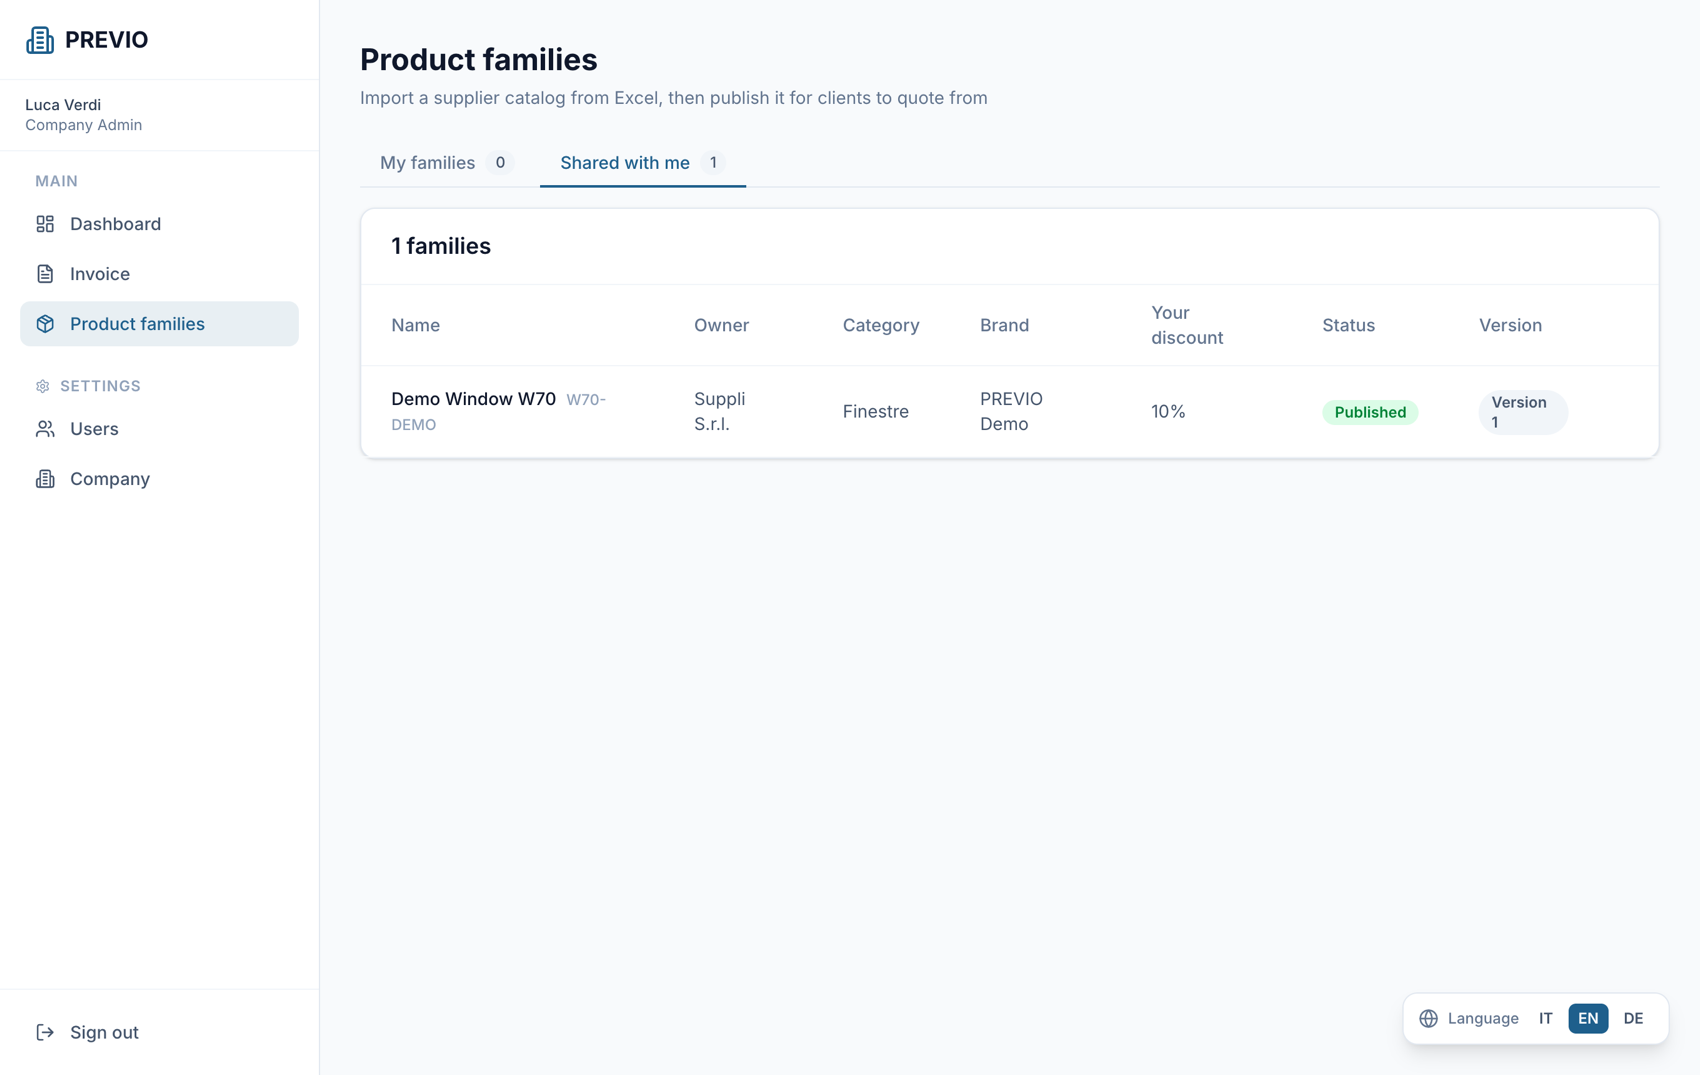 PREVIO
Luca Verdi
Company Admin
MAIN
Dashboard
Invoice
Product families
SETTINGS
Users
Company
Sign out
Product families
Import a supplier catalog from Excel, then publish it for clients to quote from
My families 0
Shared with me 1
1 families
Name
Owner
Category
Brand
Your
discount
Status
Version
Demo Window W70 W70-
DEMO
Suppli
S.r.l.
Finestre
PREVIO
Demo
10%
Published
Version
1
Language IT EN DE